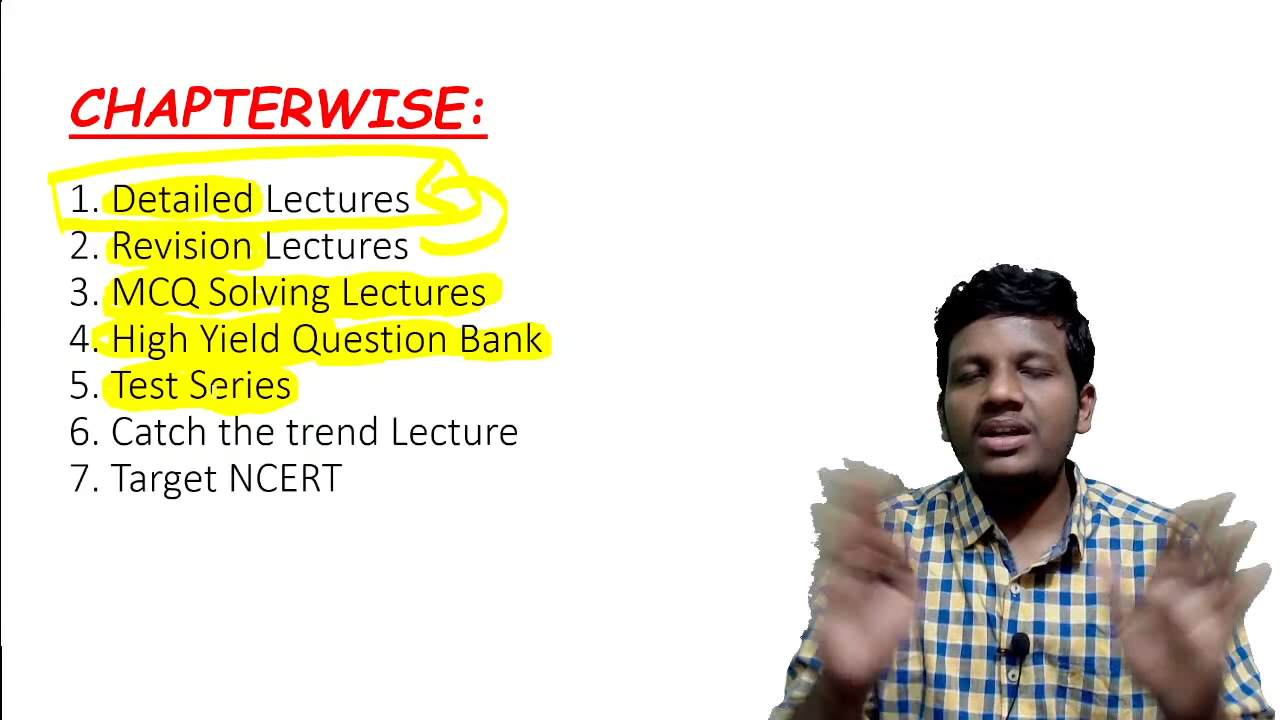 CHAPTERWISE:
1. Detailed Lectures
2. Revision Lectures
3. MCQ Solving Lectures
4. High Yield Question Bank
5. Test Series
6. Catch the trend Lecture
7. Target NCERT